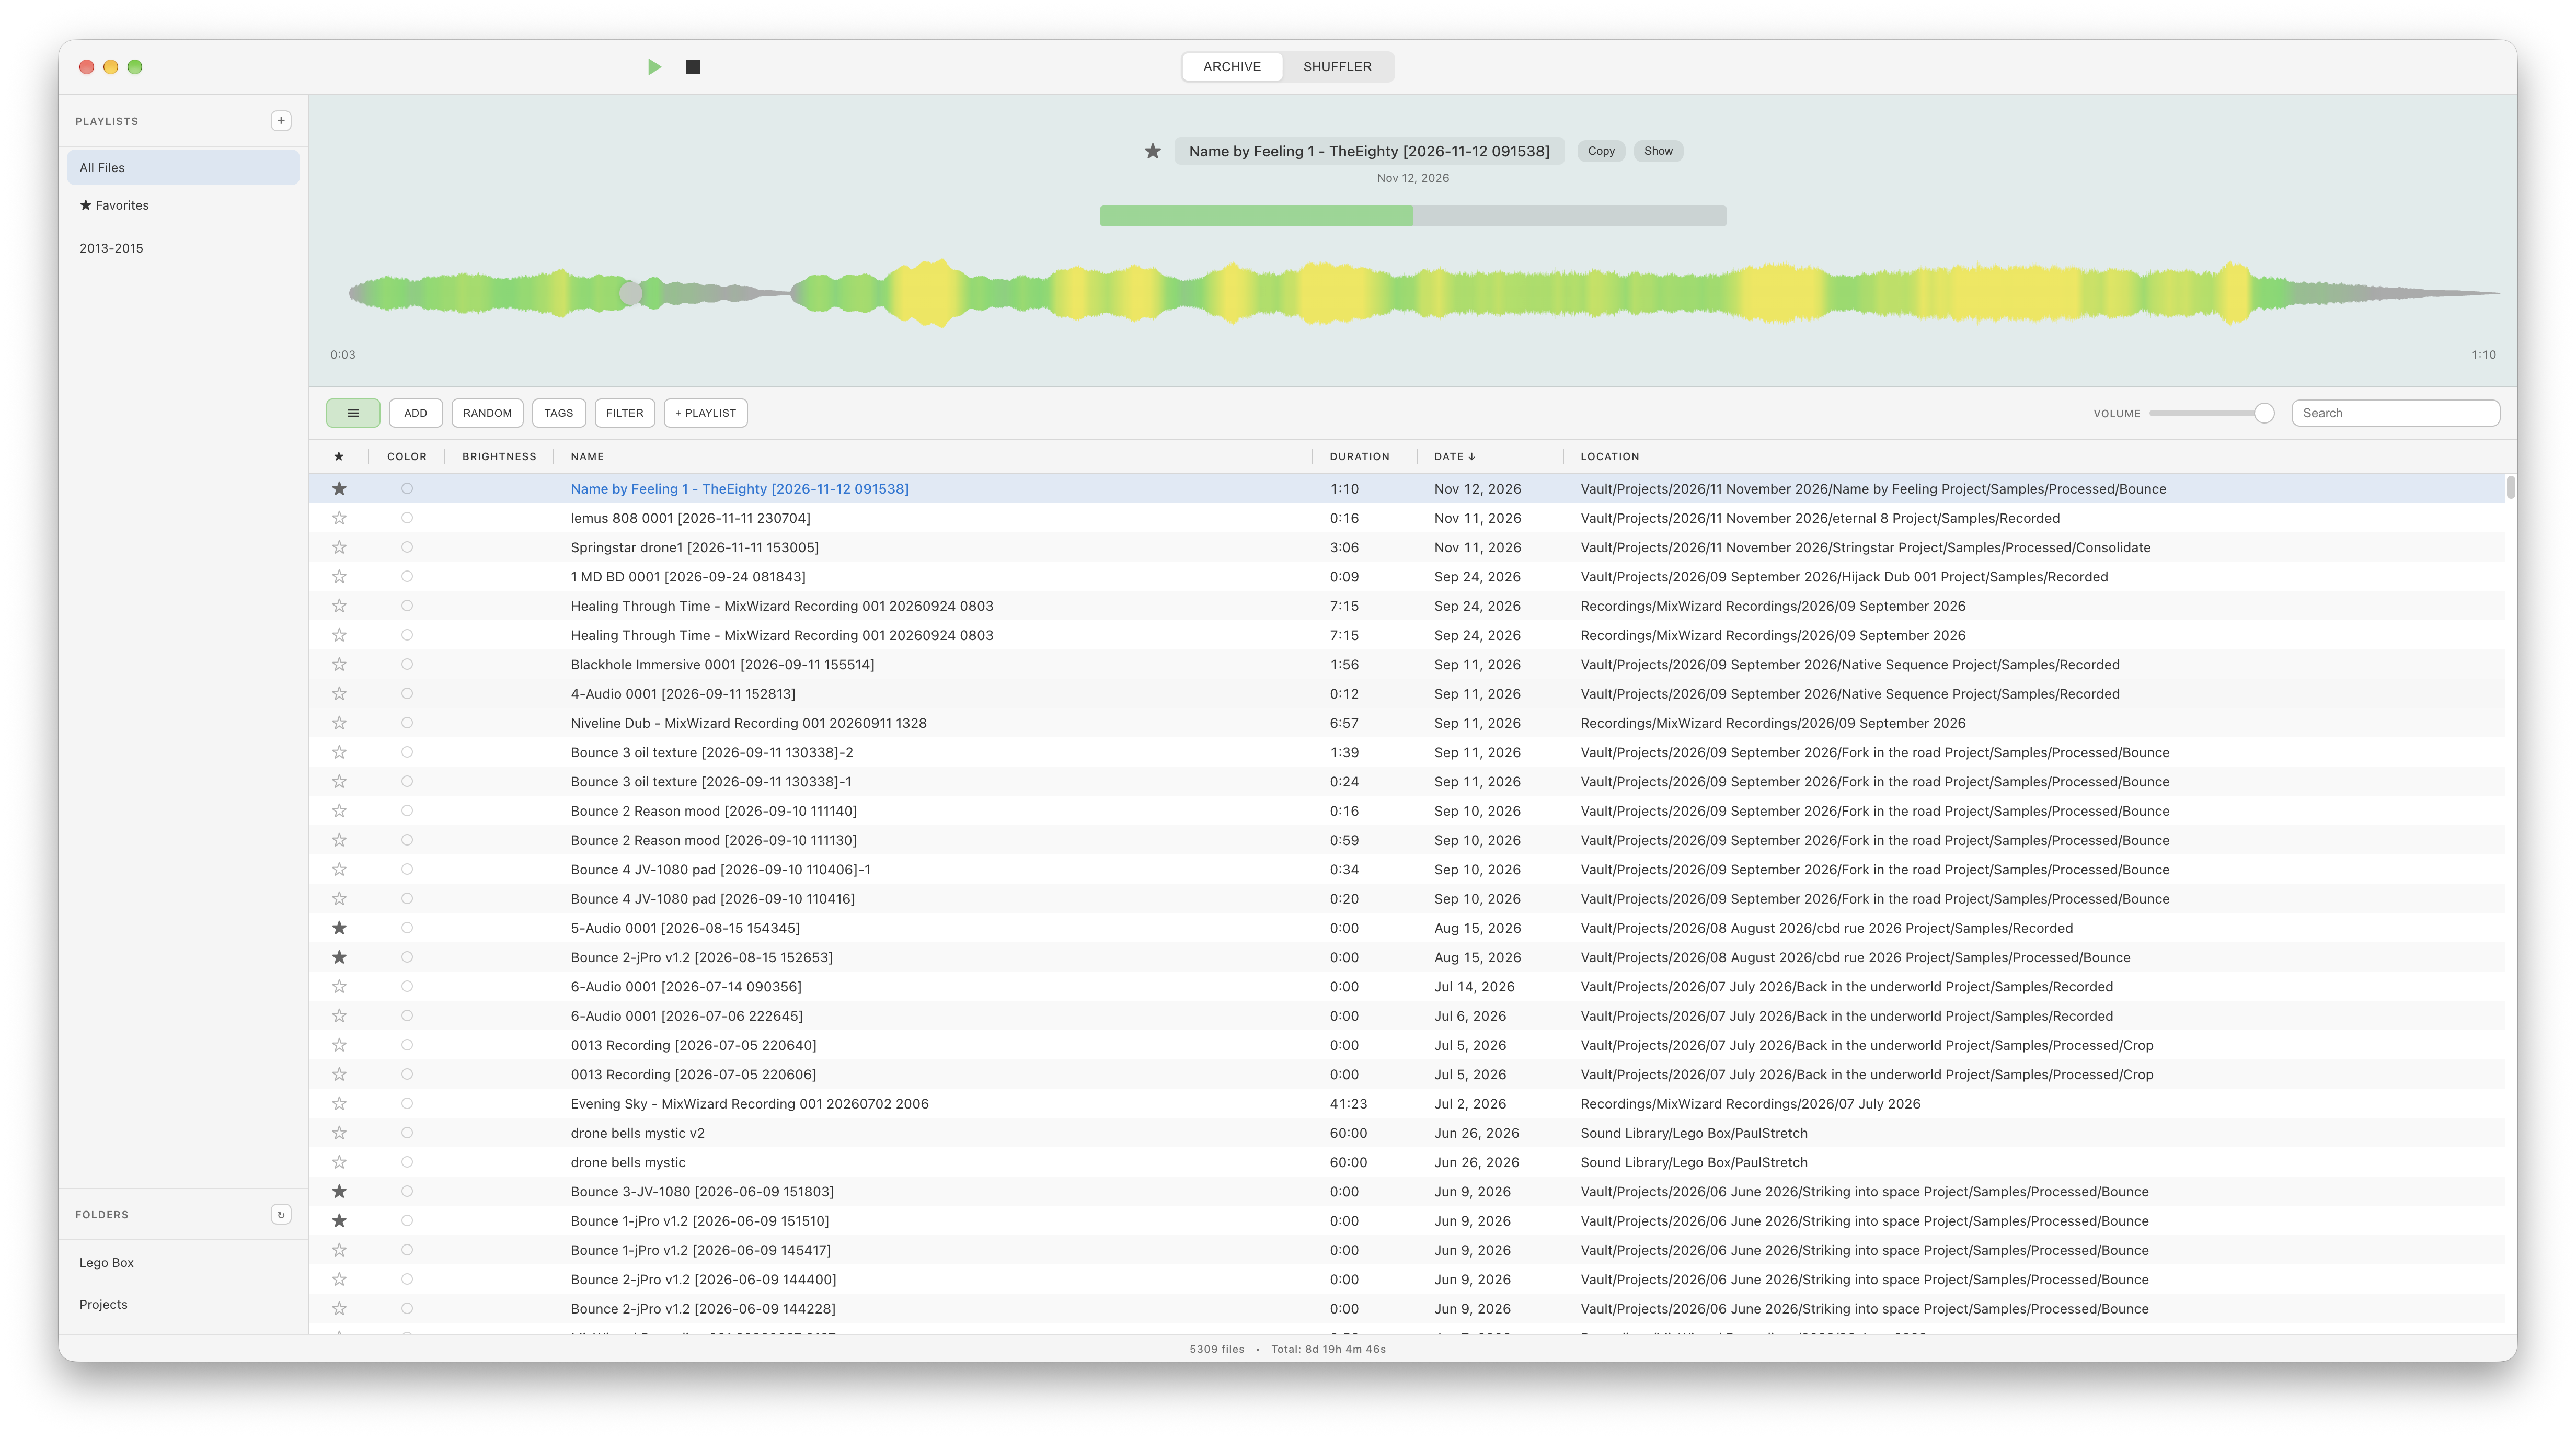 ARCHIVE SHUFFLER
PLAYLISTS +
All Files
★ Favorites
2013-2015
★ Name by Feeling 1 - TheEighty [2026-11-12 091538] Copy Show
Nov 12, 2026
0:03 1:10
ADD RANDOM TAGS FILTER + PLAYLIST VOLUME Search
★ COLOR BRIGHTNESS NAME DURATION DATE ↓ LOCATION
Name by Feeling 1 - TheEighty [2026-11-12 091538] 1:10 Nov 12, 2026 Vault/Projects/2026/11 November 2026/Name by Feeling Project/Samples/Processed/Bounce
lemus 808 0001 [2026-11-11 230704] 0:16 Nov 11, 2026 Vault/Projects/2026/11 November 2026/eternal 8 Project/Samples/Recorded
Springstar drone1 [2026-11-11 153005] 3:06 Nov 11, 2026 Vault/Projects/2026/11 November 2026/Stringstar Project/Samples/Processed/Consolidate
1 MD BD 0001 [2026-09-24 081843] 0:09 Sep 24, 2026 Vault/Projects/2026/09 September 2026/Hijack Dub 001 Project/Samples/Recorded
Healing Through Time - MixWizard Recording 001 20260924 0803 7:15 Sep 24, 2026 Recordings/MixWizard Recordings/2026/09 September 2026
Healing Through Time - MixWizard Recording 001 20260924 0803 7:15 Sep 24, 2026 Recordings/MixWizard Recordings/2026/09 September 2026
Blackhole Immersive 0001 [2026-09-11 155514] 1:56 Sep 11, 2026 Vault/Projects/2026/09 September 2026/Native Sequence Project/Samples/Recorded
4-Audio 0001 [2026-09-11 152813] 0:12 Sep 11, 2026 Vault/Projects/2026/09 September 2026/Native Sequence Project/Samples/Recorded
Niveline Dub - MixWizard Recording 001 20260911 1328 6:57 Sep 11, 2026 Recordings/MixWizard Recordings/2026/09 September 2026
Bounce 3 oil texture [2026-09-11 130338]-2 1:39 Sep 11, 2026 Vault/Projects/2026/09 September 2026/Fork in the road Project/Samples/Processed/Bounce
Bounce 3 oil texture [2026-09-11 130338]-1 0:24 Sep 11, 2026 Vault/Projects/2026/09 September 2026/Fork in the road Project/Samples/Processed/Bounce
Bounce 2 Reason mood [2026-09-10 111140] 0:16 Sep 10, 2026 Vault/Projects/2026/09 September 2026/Fork in the road Project/Samples/Processed/Bounce
Bounce 2 Reason mood [2026-09-10 111130] 0:59 Sep 10, 2026 Vault/Projects/2026/09 September 2026/Fork in the road Project/Samples/Processed/Bounce
Bounce 4 JV-1080 pad [2026-09-10 110406]-1 0:34 Sep 10, 2026 Vault/Projects/2026/09 September 2026/Fork in the road Project/Samples/Processed/Bounce
Bounce 4 JV-1080 pad [2026-09-10 110416] 0:20 Sep 10, 2026 Vault/Projects/2026/09 September 2026/Fork in the road Project/Samples/Processed/Bounce
5-Audio 0001 [2026-08-15 154345] 0:00 Aug 15, 2026 Vault/Projects/2026/08 August 2026/cbd rue 2026 Project/Samples/Recorded
Bounce 2-jPro v1.2 [2026-08-15 152653] 0:00 Aug 15, 2026 Vault/Projects/2026/08 August 2026/cbd rue 2026 Project/Samples/Processed/Bounce
6-Audio 0001 [2026-07-14 090356] 0:00 Jul 14, 2026 Vault/Projects/2026/07 July 2026/Back in the underworld Project/Samples/Recorded
6-Audio 0001 [2026-07-06 222645] 0:00 Jul 6, 2026 Vault/Projects/2026/07 July 2026/Back in the underworld Project/Samples/Recorded
0013 Recording [2026-07-05 220640] 0:00 Jul 5, 2026 Vault/Projects/2026/07 July 2026/Back in the underworld Project/Samples/Processed/Crop
0013 Recording [2026-07-05 220606] 0:00 Jul 5, 2026 Vault/Projects/2026/07 July 2026/Back in the underworld Project/Samples/Processed/Crop
Evening Sky - MixWizard Recording 001 20260702 2006 41:23 Jul 2, 2026 Recordings/MixWizard Recordings/2026/07 July 2026
drone bells mystic v2 60:00 Jun 26, 2026 Sound Library/Lego Box/PaulStretch
drone bells mystic 60:00 Jun 26, 2026 Sound Library/Lego Box/PaulStretch
Bounce 3-JV-1080 [2026-06-09 151803] 0:00 Jun 9, 2026 Vault/Projects/2026/06 June 2026/Striking into space Project/Samples/Processed/Bounce
Bounce 1-jPro v1.2 [2026-06-09 151510] 0:00 Jun 9, 2026 Vault/Projects/2026/06 June 2026/Striking into space Project/Samples/Processed/Bounce
Bounce 1-jPro v1.2 [2026-06-09 145417] 0:00 Jun 9, 2026 Vault/Projects/2026/06 June 2026/Striking into space Project/Samples/Processed/Bounce
Bounce 2-jPro v1.2 [2026-06-09 144400] 0:00 Jun 9, 2026 Vault/Projects/2026/06 June 2026/Striking into space Project/Samples/Processed/Bounce
Bounce 2-jPro v1.2 [2026-06-09 144228] 0:00 Jun 9, 2026 Vault/Projects/2026/06 June 2026/Striking into space Project/Samples/Processed/Bounce
FOLDERS ↻
Lego Box
Projects
5309 files • Total: 8d 19h 4m 46s